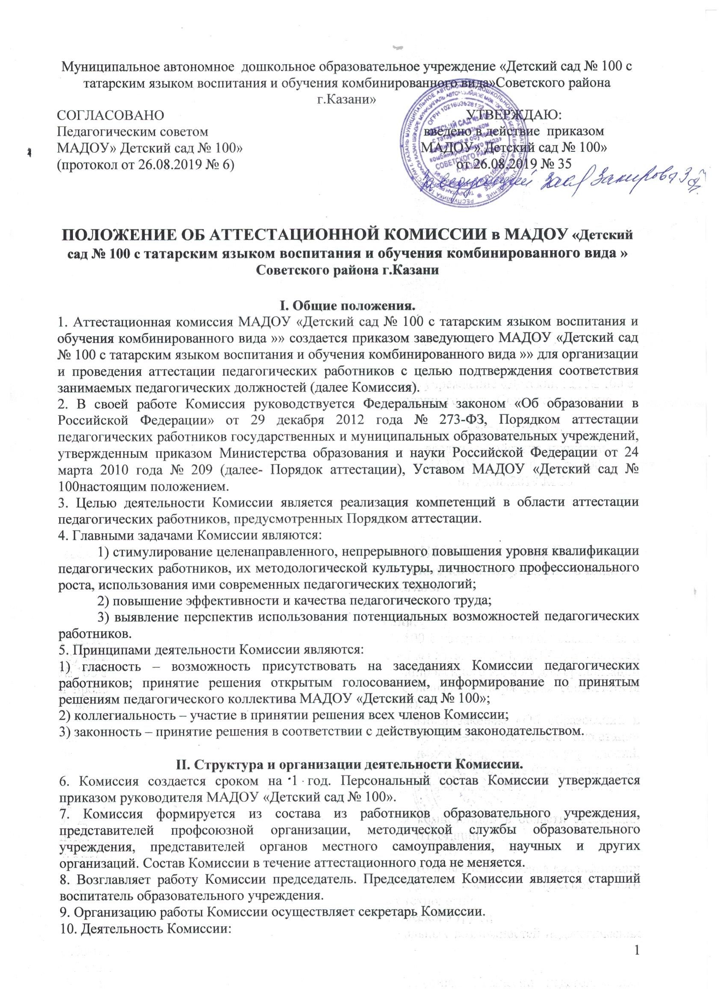 Муниципальное автономное  дошкольное образовательное учреждение «Детский сад № 100 с
татарским языком воспитания и обучения комбинированного вида»Советского района
г.Казани»
СОГЛАСОВАНО
Педагогическим советом
МАДОУ» Детский сад № 100»
(протокол от 26.08.2019 № 6)
УТВЕРЖДАЮ:
введено в действие  приказом
МАДОУ» Детский сад № 100»
от 26.08.2019 № 35
Заведующий Закирова З
ДЕТСКИЙ САД № 100
с татарским языком
воспитания и обучения
комбинированного вида»
СОВЕТСКОГО РАЙОНА
г. КАЗАНИ
ПОЛОЖЕНИЕ ОБ АТТЕСТАЦИОННОЙ КОМИССИИ в МАДОУ «Детский
сад № 100 с татарским языком воспитания и обучения комбинированного вида »
Советского района г.Казани
I. Общие положения.
1. Аттестационная комиссия МАДОУ «Детский сад № 100 с татарским языком воспитания и
обучения комбинированного вида »» создается приказом заведующего МАДОУ «Детский сад
№ 100 с татарским языком воспитания и обучения комбинированного вида »» для организации
и проведения аттестации педагогических работников с целью подтверждения соответствия
занимаемых педагогических должностей (далее Комиссия).
2. В своей работе Комиссия руководствуется Федеральным законом «Об образовании в
Российской Федерации» от 29 декабря 2012 года № 273-ФЗ, Порядком аттестации
педагогических работников государственных и муниципальных образовательных учреждений,
утвержденным приказом Министерства образования и науки Российской Федерации от 24
марта 2010 года № 209 (далее- Порядок аттестации), Уставом МАДОУ «Детский сад №
100настоящим положением.
3. Целью деятельности Комиссии является реализация компетенций в области аттестации
педагогических работников, предусмотренных Порядком аттестации.
4. Главными задачами Комиссии являются:
1) стимулирование целенаправленного, непрерывного повышения уровня квалификации
педагогических работников, их методологической культуры, личностного профессионального
роста, использования ими современных педагогических технологий;
2) повышение эффективности и качества педагогического труда;
3) выявление перспектив использования потенциальных возможностей педагогических
работников.
5. Принципами деятельности Комиссии являются:
1) гласность – возможность присутствовать на заседаниях Комиссии педагогических
работников; принятие решения открытым голосованием, информирование по принятым
решениям педагогического коллектива МАДОУ «Детский сад № 100»;
2) коллегиальность – участие в принятии решения всех членов Комиссии;
3) законность – принятие решения в соответствии с действующим законодательством.
II. Структура и организации деятельности Комиссии.
6. Комиссия создается сроком на 1 год. Персональный состав Комиссии утверждается
приказом руководителя МАДОУ «Детский сад № 100».
7. Комиссия формируется из состава из работников образовательного учреждения,
представителей профсоюзной организации, методической службы образовательного
учреждения, представителей органов местного самоуправления, научных и других
организаций. Состав Комиссии в течение аттестационного года не меняется.
8. Возглавляет работу Комиссии председатель. Председателем Комиссии является старший
воспитатель образовательного учреждения.
9. Организацию работы Комиссии осуществляет секретарь Комиссии.
10. Деятельность Комиссии:
1